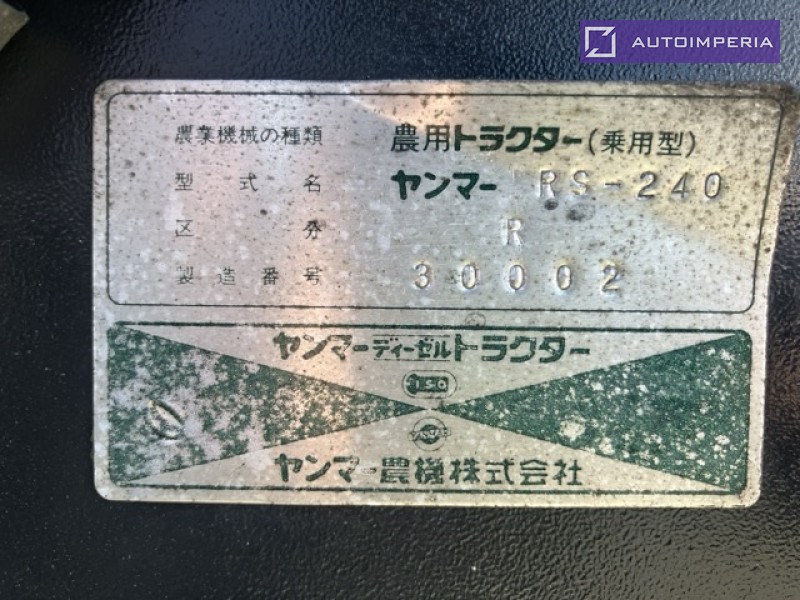 AUTOIMPERIA
農業機械の種類 農用トラクター(乗用型)
型式名 ヤンマー RS-240
区分 R
製造番号 30002
ヤンマーディーゼルトラクター
ヤンマー農機株式会社